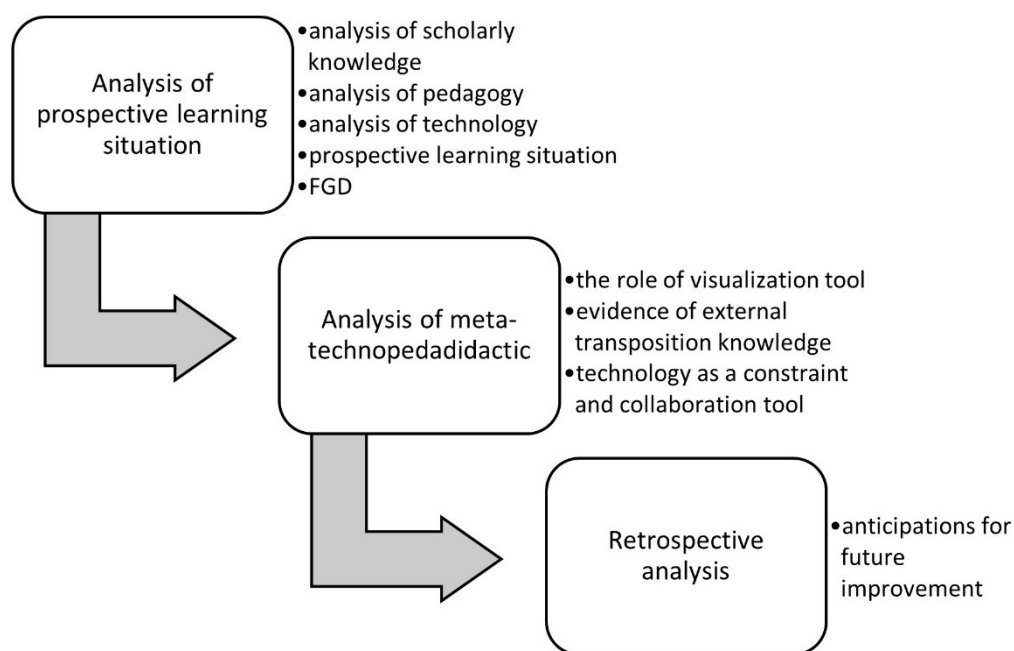 Analysis of
prospective learning
situation
•analysis of scholarly
knowledge
•analysis of pedagogy
•analysis of technology
•prospective learning situation
•FGD
Analysis of meta-
technopedadidactic
•the role of visualization tool
•evidence of external
transposition knowledge
•technology as a constraint
and collaboration tool
Retrospective
analysis
•anticipations for
future
improvement